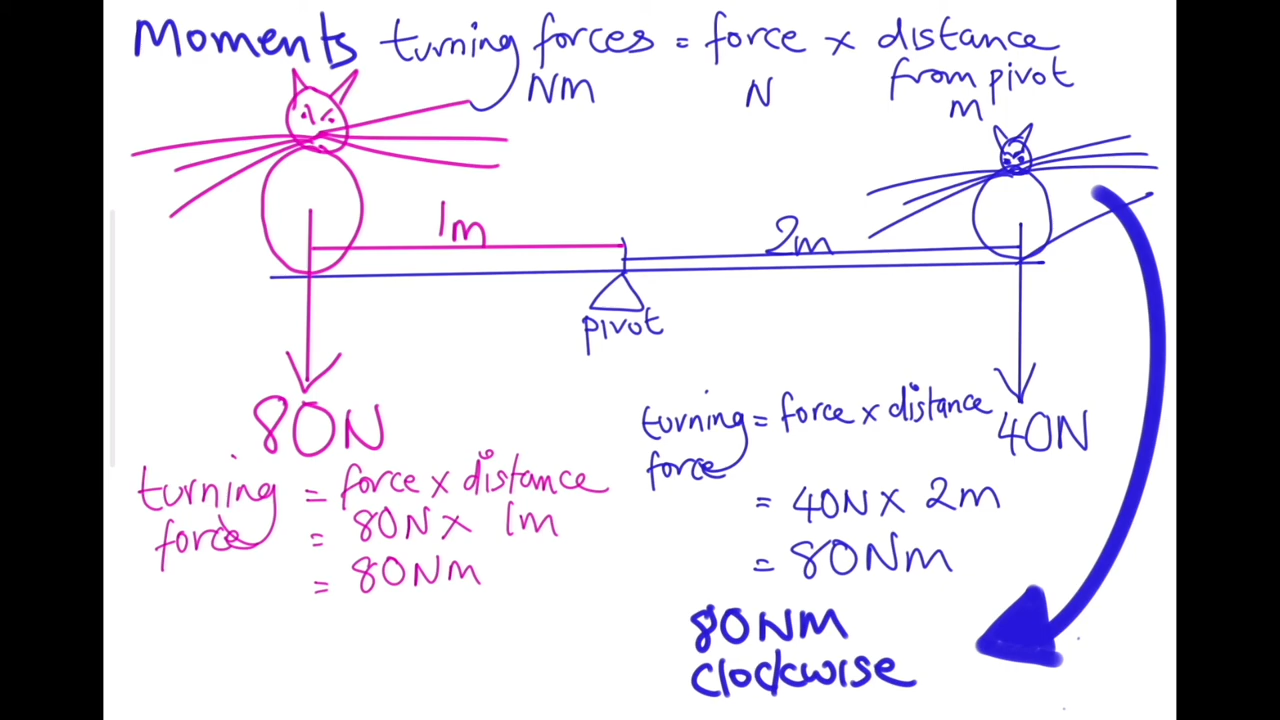 Moments turning forces = force x distance
Nm N from pivot
m
1m
2m
pivot
80N
40N
turning = force x distance
force = 80N x 1m
= 80Nm
turning = force x distance
force
= 40N x 2m
= 80Nm
80NM
clockwise